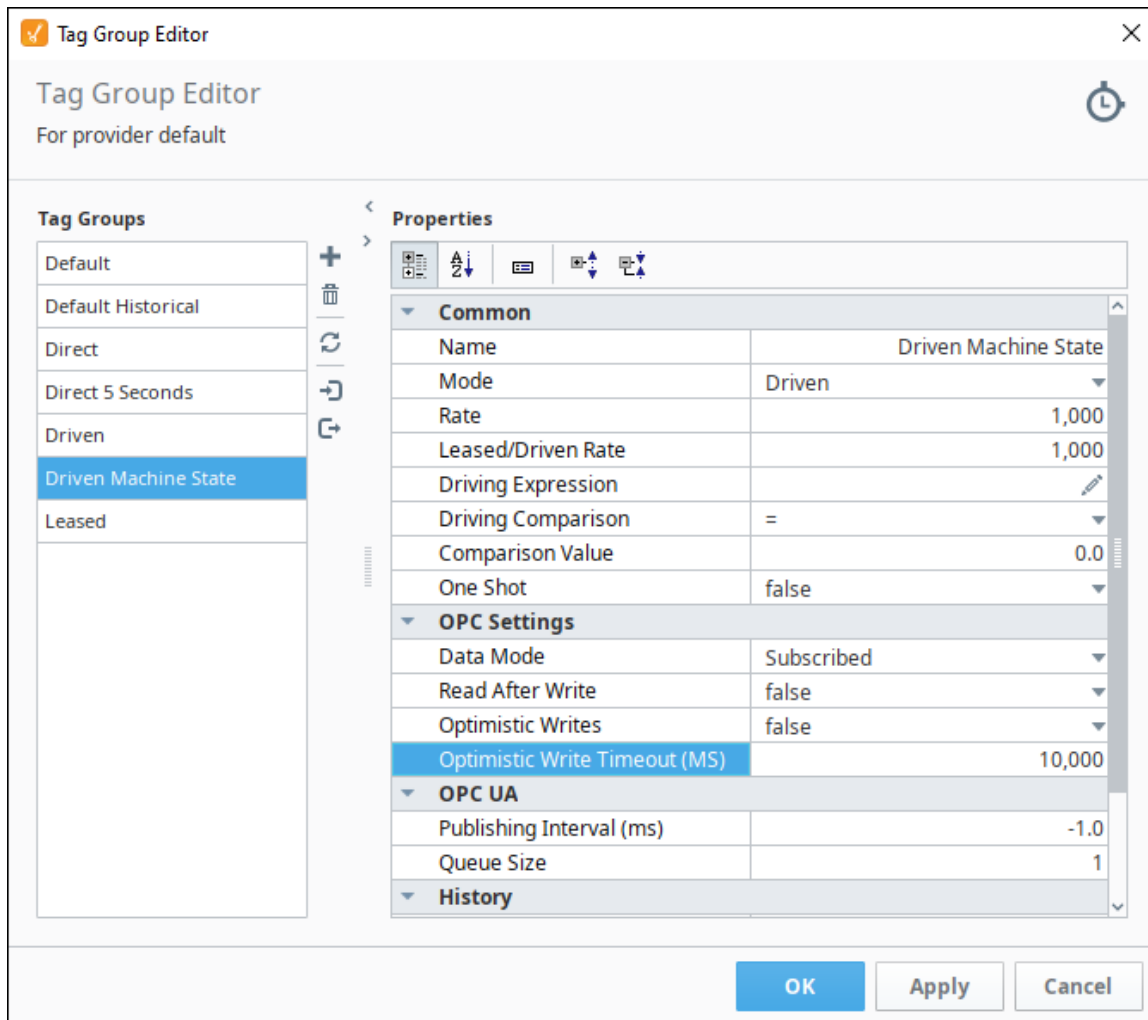 Tag Group Editor
Tag Group Editor
For provider default
Tag Groups
Default
Default Historical
Direct
Direct 5 Seconds
Driven
Driven Machine State
Leased
Properties
Common
Name Driven Machine State
Mode Driven
Rate 1,000
Leased/Driven Rate 1,000
Driving Expression
Driving Comparison =
Comparison Value 0.0
One Shot false
OPC Settings
Data Mode Subscribed
Read After Write false
Optimistic Writes false
Optimistic Write Timeout (MS) 10,000
OPC UA
Publishing Interval (ms) -1.0
Queue Size 1
History
OK Apply Cancel